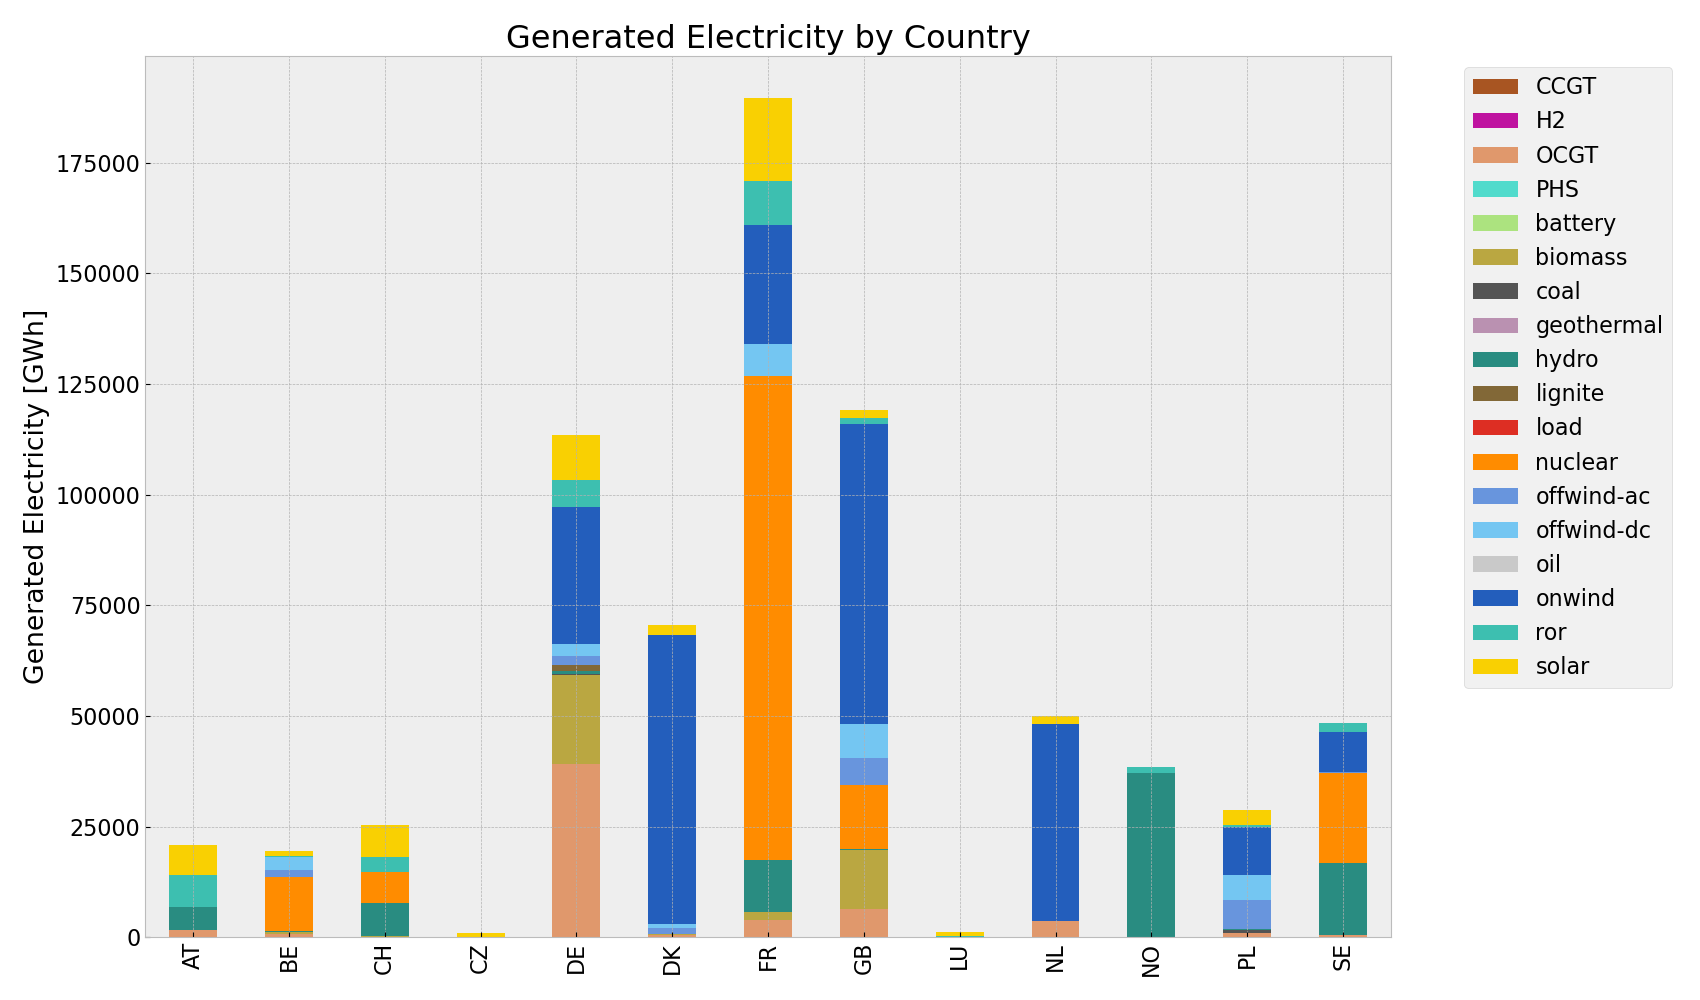 Generated Electricity by Country
Generated Electricity [GWh]
175000
150000
125000
100000
75000
50000
25000
0
AT
BE
CH
CZ
DE
DK
FR
GB
LU
NL
NO
PL
SE
CCGT
H2
OCGT
PHS
battery
biomass
coal
geothermal
hydro
lignite
load
nuclear
offwind-ac
offwind-dc
oil
onwind
ror
solar